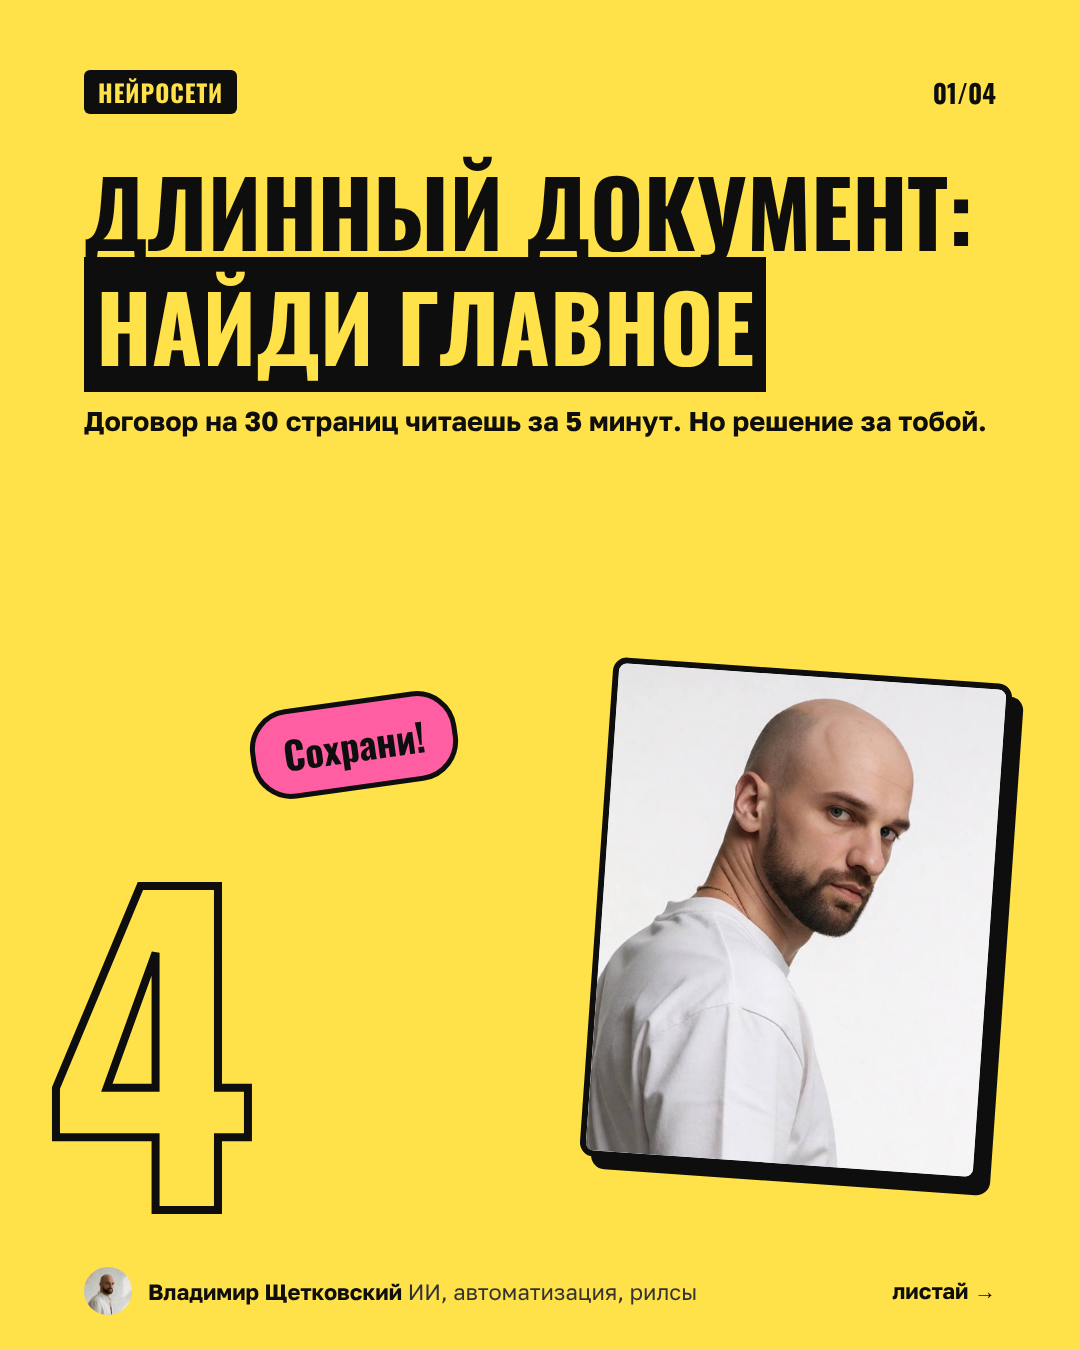 НЕЙРОСЕТИ
01/04
ДЛИННЫЙ ДОКУМЕНТ:
НАЙДИ ГЛАВНОЕ
Договор на 30 страниц читаешь за 5 минут. Но решение за тобой.
Сохрани!
4
Владимир Щетковский ИИ, автоматизация, рилсы
листай →